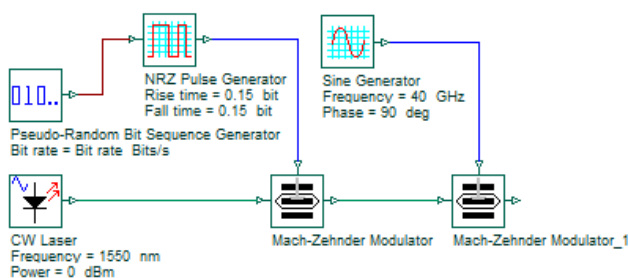 NRZ Pulse Generator
Rise time = 0.15 bit
Fall time = 0.15 bit
Sine Generator
Frequency = 40 GHz
Phase = 90 deg
010..
Pseudo-Random Bit Sequence Generator
Bit rate = Bit rate Bits/s
CW Laser
Frequency = 1550 nm
Power = 0 dBm
Mach-Zehnder Modulator
Mach-Zehnder Modulator_1